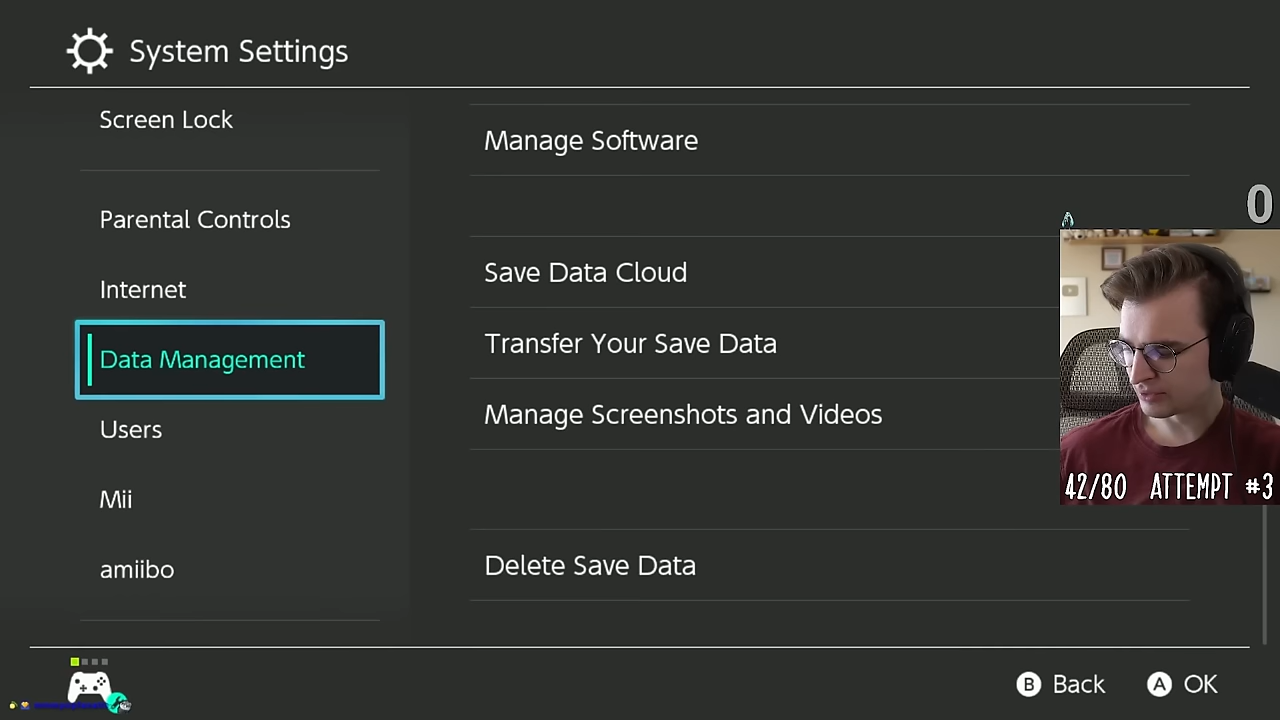 System Settings
Screen Lock
Parental Controls
Internet
Data Management
Users
Mii
amiibo
Manage Software
Save Data Cloud
Transfer Your Save Data
Manage Screenshots and Videos
Delete Save Data
0
42/80 ATTEMPT #3
B Back
A OK